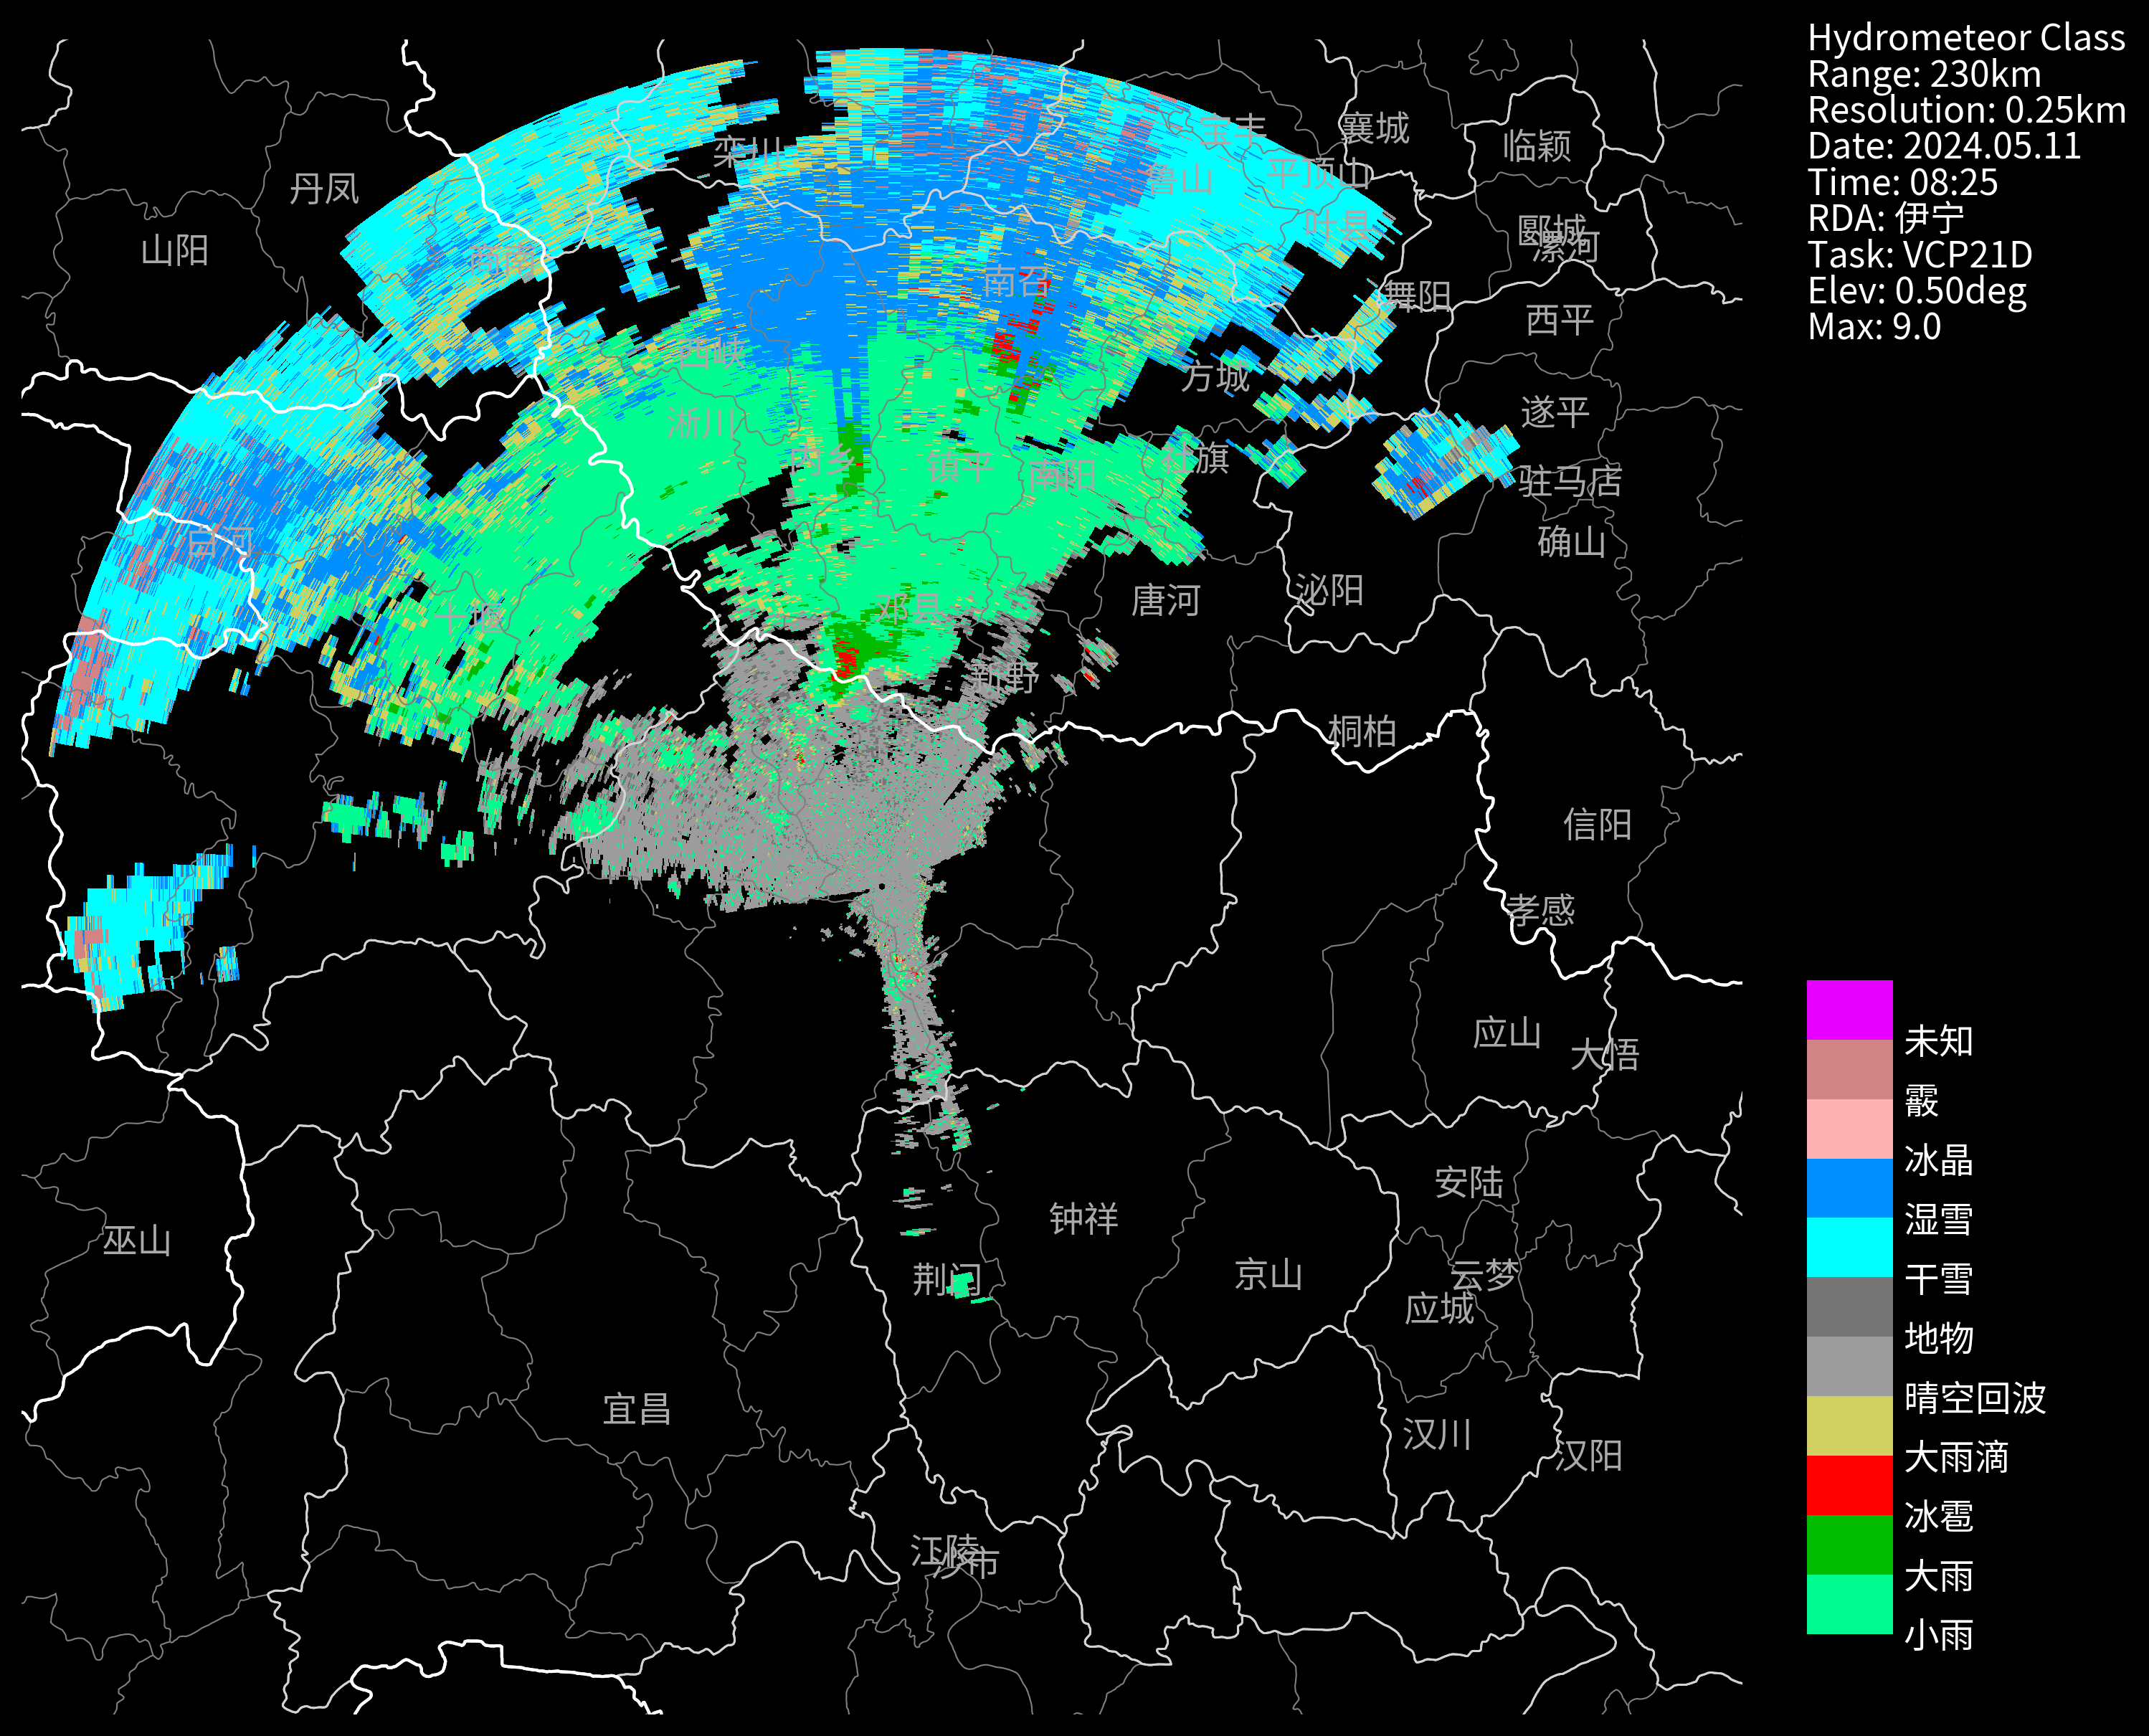 Hydrometeor Class
Range: 230km
Resolution: 0.25km
Date: 2024.05.11
Time: 08:25
RDA: 伊宁
Task: VCP21D
Elev: 0.50deg
Max: 9.0
宝丰
襄城
临颍
栾川
鲁山
平顶山
丹凤
叶县
郾城
漯河
山阳
商南
南召
舞阳
西平
西峡
方城
遂平
淅川
内乡
镇平
南阳
社旗
驻马店
白河
确山
十堰
邓县
唐河
泌阳
新野
桐柏
信阳
孝感
应山
大悟
安陆
钟祥
巫山
荆门
京山
云梦
应城
宜昌
汉川
汉阳
江陵
沙市
未知
霰
冰晶
湿雪
干雪
地物
晴空回波
大雨滴
冰雹
大雨
小雨